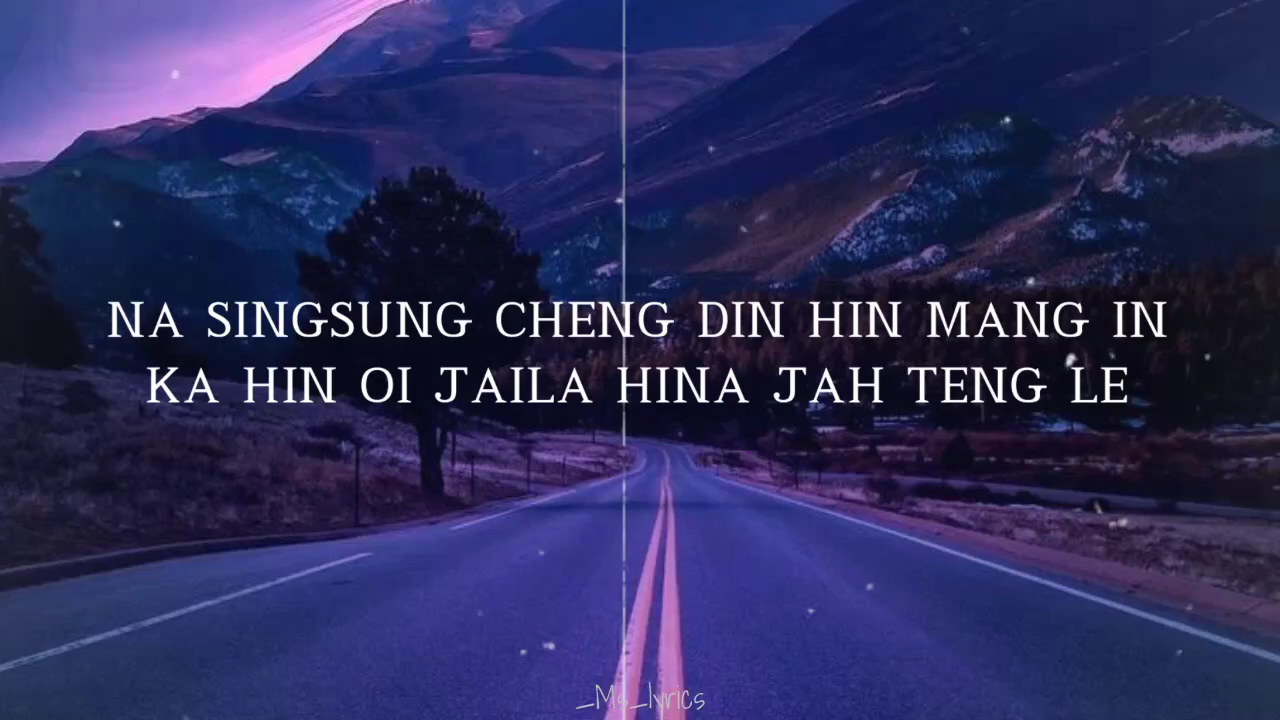 NA SINGSUNG CHENG DIN HIN MANG IN
KA HIN OI JAILA HINA JAH TENG LE
_Ms_lyrics